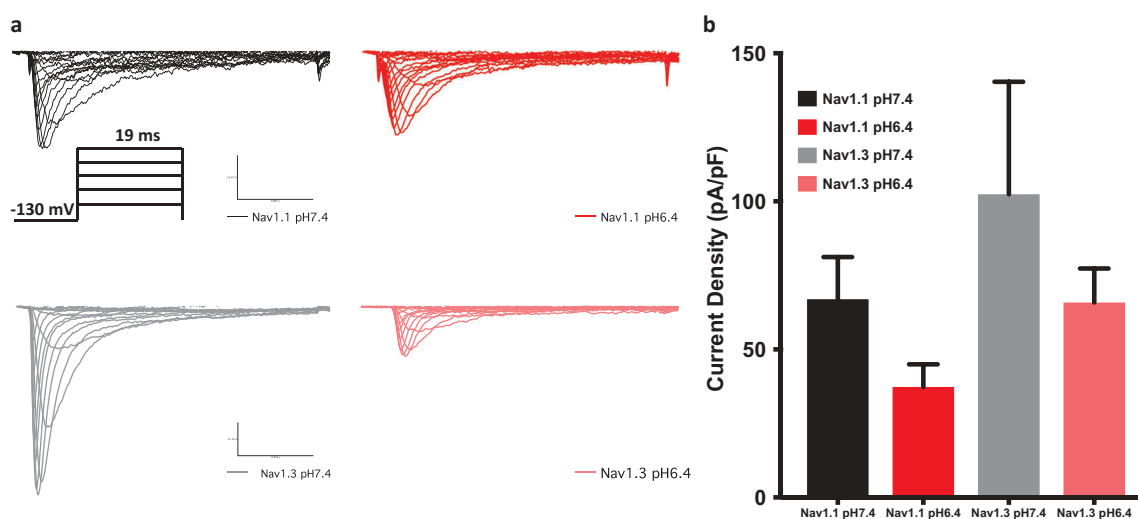 a
19 ms
-130 mV
Nav1.1 pH7.4
Nav1.1 pH6.4
Nav1.3 pH7.4
Nav1.3 pH6.4
b
Current Density (pA/pF)
150
100
50
0
Nav1.1 pH7.4
Nav1.1 pH6.4
Nav1.3 pH7.4
Nav1.3 pH6.4
Nav1.1 pH7.4
Nav1.1 pH6.4
Nav1.3 pH7.4
Nav1.3 pH6.4